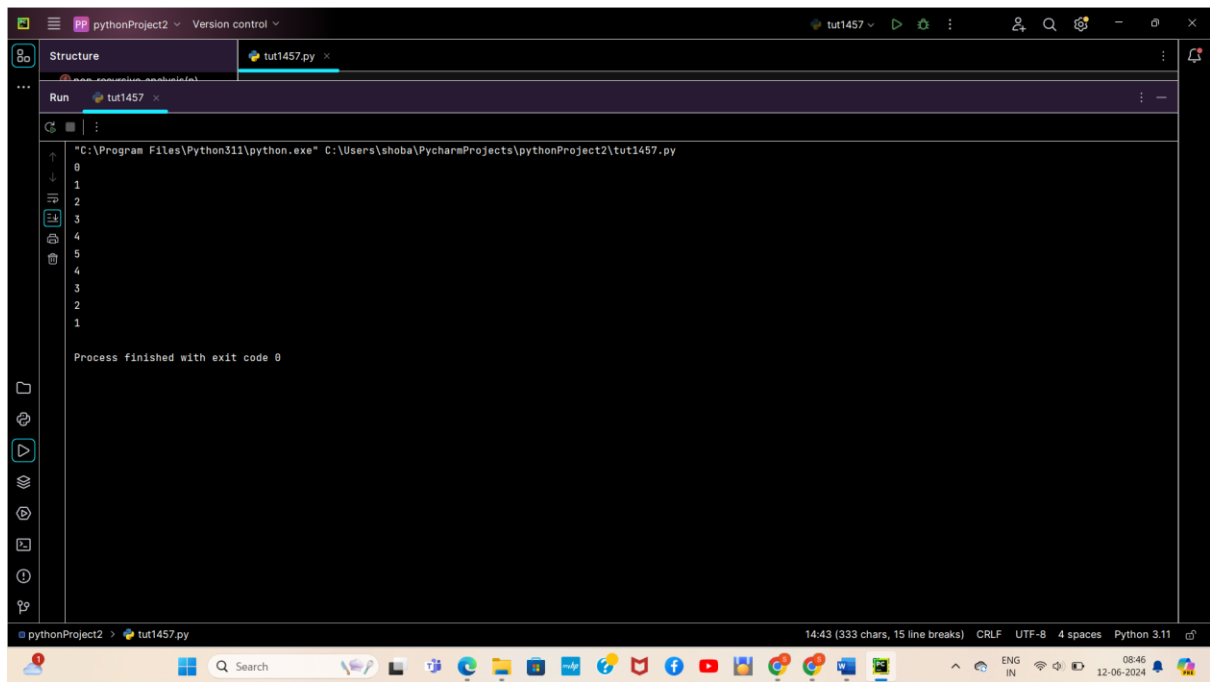 PP pythonProject2 Version control tut1457
Structure tut1457.py
non_recursive_analysis(n)
Run tut1457
"C:\Program Files\Python311\python.exe" C:\Users\shoba\PycharmProjects\pythonProject2\tut1457.py
0
1
2
3
4
5
4
3
2
1
Process finished with exit code 0
pythonProject2 > tut1457.py 14:43 (333 chars, 15 line breaks) CRLF UTF-8 4 spaces Python 3.11
1 Search ENG 08:46
IN 12-06-2024